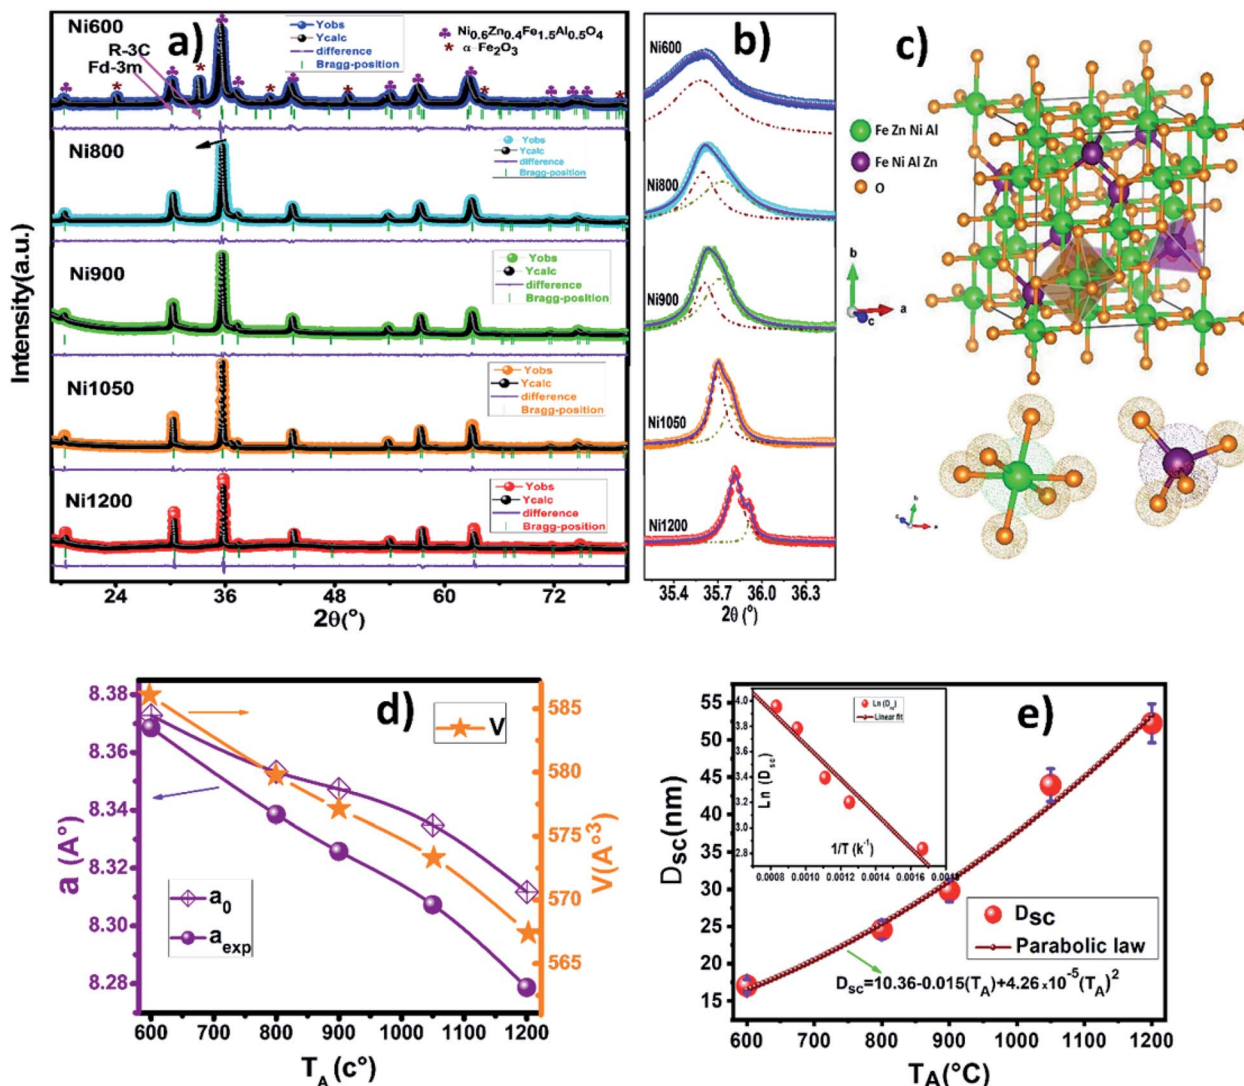 a)
Intensity(a.u.)
Ni600
R-3C
Fd-3m
Yobs
Ycalc
difference
Bragg-position
♣ Ni0.6Zn0.4Fe1.5Al0.5O4
* α-Fe2O3
Ni800
Yobs
Ycalc
difference
Bragg-position
Ni900
Yobs
Ycalc
difference
Bragg-position
Ni1050
Yobs
Ycalc
difference
Bragg-position
Ni1200
Yobs
Ycalc
difference
Bragg-position
24 36 48 60 72
2θ(°)
b)
Ni600
Ni800
Ni900
Ni1050
Ni1200
35.4 35.7 36.0 36.3
2θ (°)
c)
Fe Zn Ni Al
Fe Ni Al Zn
O
b
a
c
b
c
a
d)
8.38
8.36
8.34
8.32
8.30
8.28
a (A°)
V
a0
aexp
585
580
575
570
565
V(A°3)
600 700 800 900 1000 1100 1200
TA (c°)
e)
55
50
45
40
35
30
25
20
15
Dsc(nm)
4.0
3.8
3.6
3.4
3.2
3.0
2.8
Ln (Dsc)
Ln (Dsc)
Linear fit
1/T (k-1)
0.0008 0.0010 0.0012 0.0014 0.0016 0.0018
Dsc
Parabolic law
Dsc=10.36-0.015(TA)+4.26×10-5(TA)2
600 700 800 900 1000 1100 1200
TA(°C)